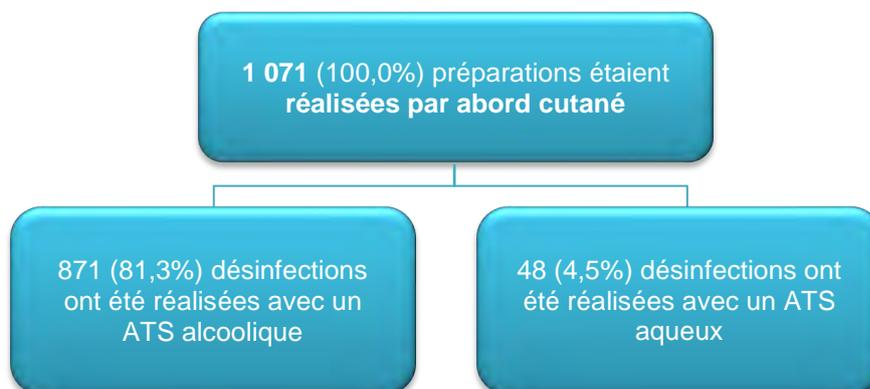 1 071 (100,0%) préparations étaient
réalisées par abord cutané
871 (81,3%) désinfections
ont été réalisées avec un
ATS alcoolique
48 (4,5%) désinfections ont
été réalisées avec un ATS
aqueux